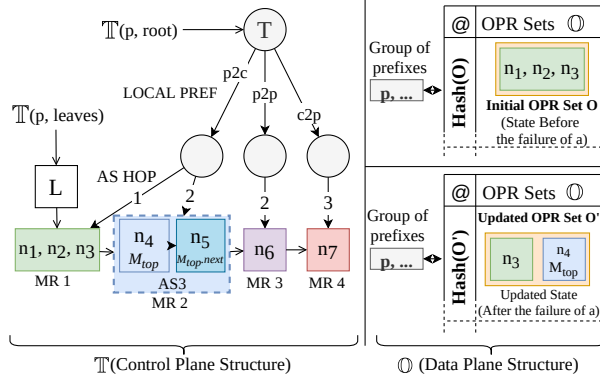 𝕋(p, root)
T
p2c
p2p
c2p
LOCAL PREF
𝕋(p, leaves)
L
AS HOP
1
2
2
3
n1, n2, n3
n4
Mtop
n5
Mtop.next
n6
n7
MR 1
AS3
MR 2
MR 3
MR 4
𝕋(Control Plane Structure)
@
OPR Sets 𝕆
Group of
prefixes
p, ...
Hash(O)
n1, n2, n3
Initial OPR Set O
(State Before
the failure of a)
@
OPR Sets 𝕆
Group of
prefixes
p, ...
Hash(O')
Updated OPR Set O'
n3
n4
Mtop
Updated State
(After the failure of a)
𝕆 (Data Plane Structure)